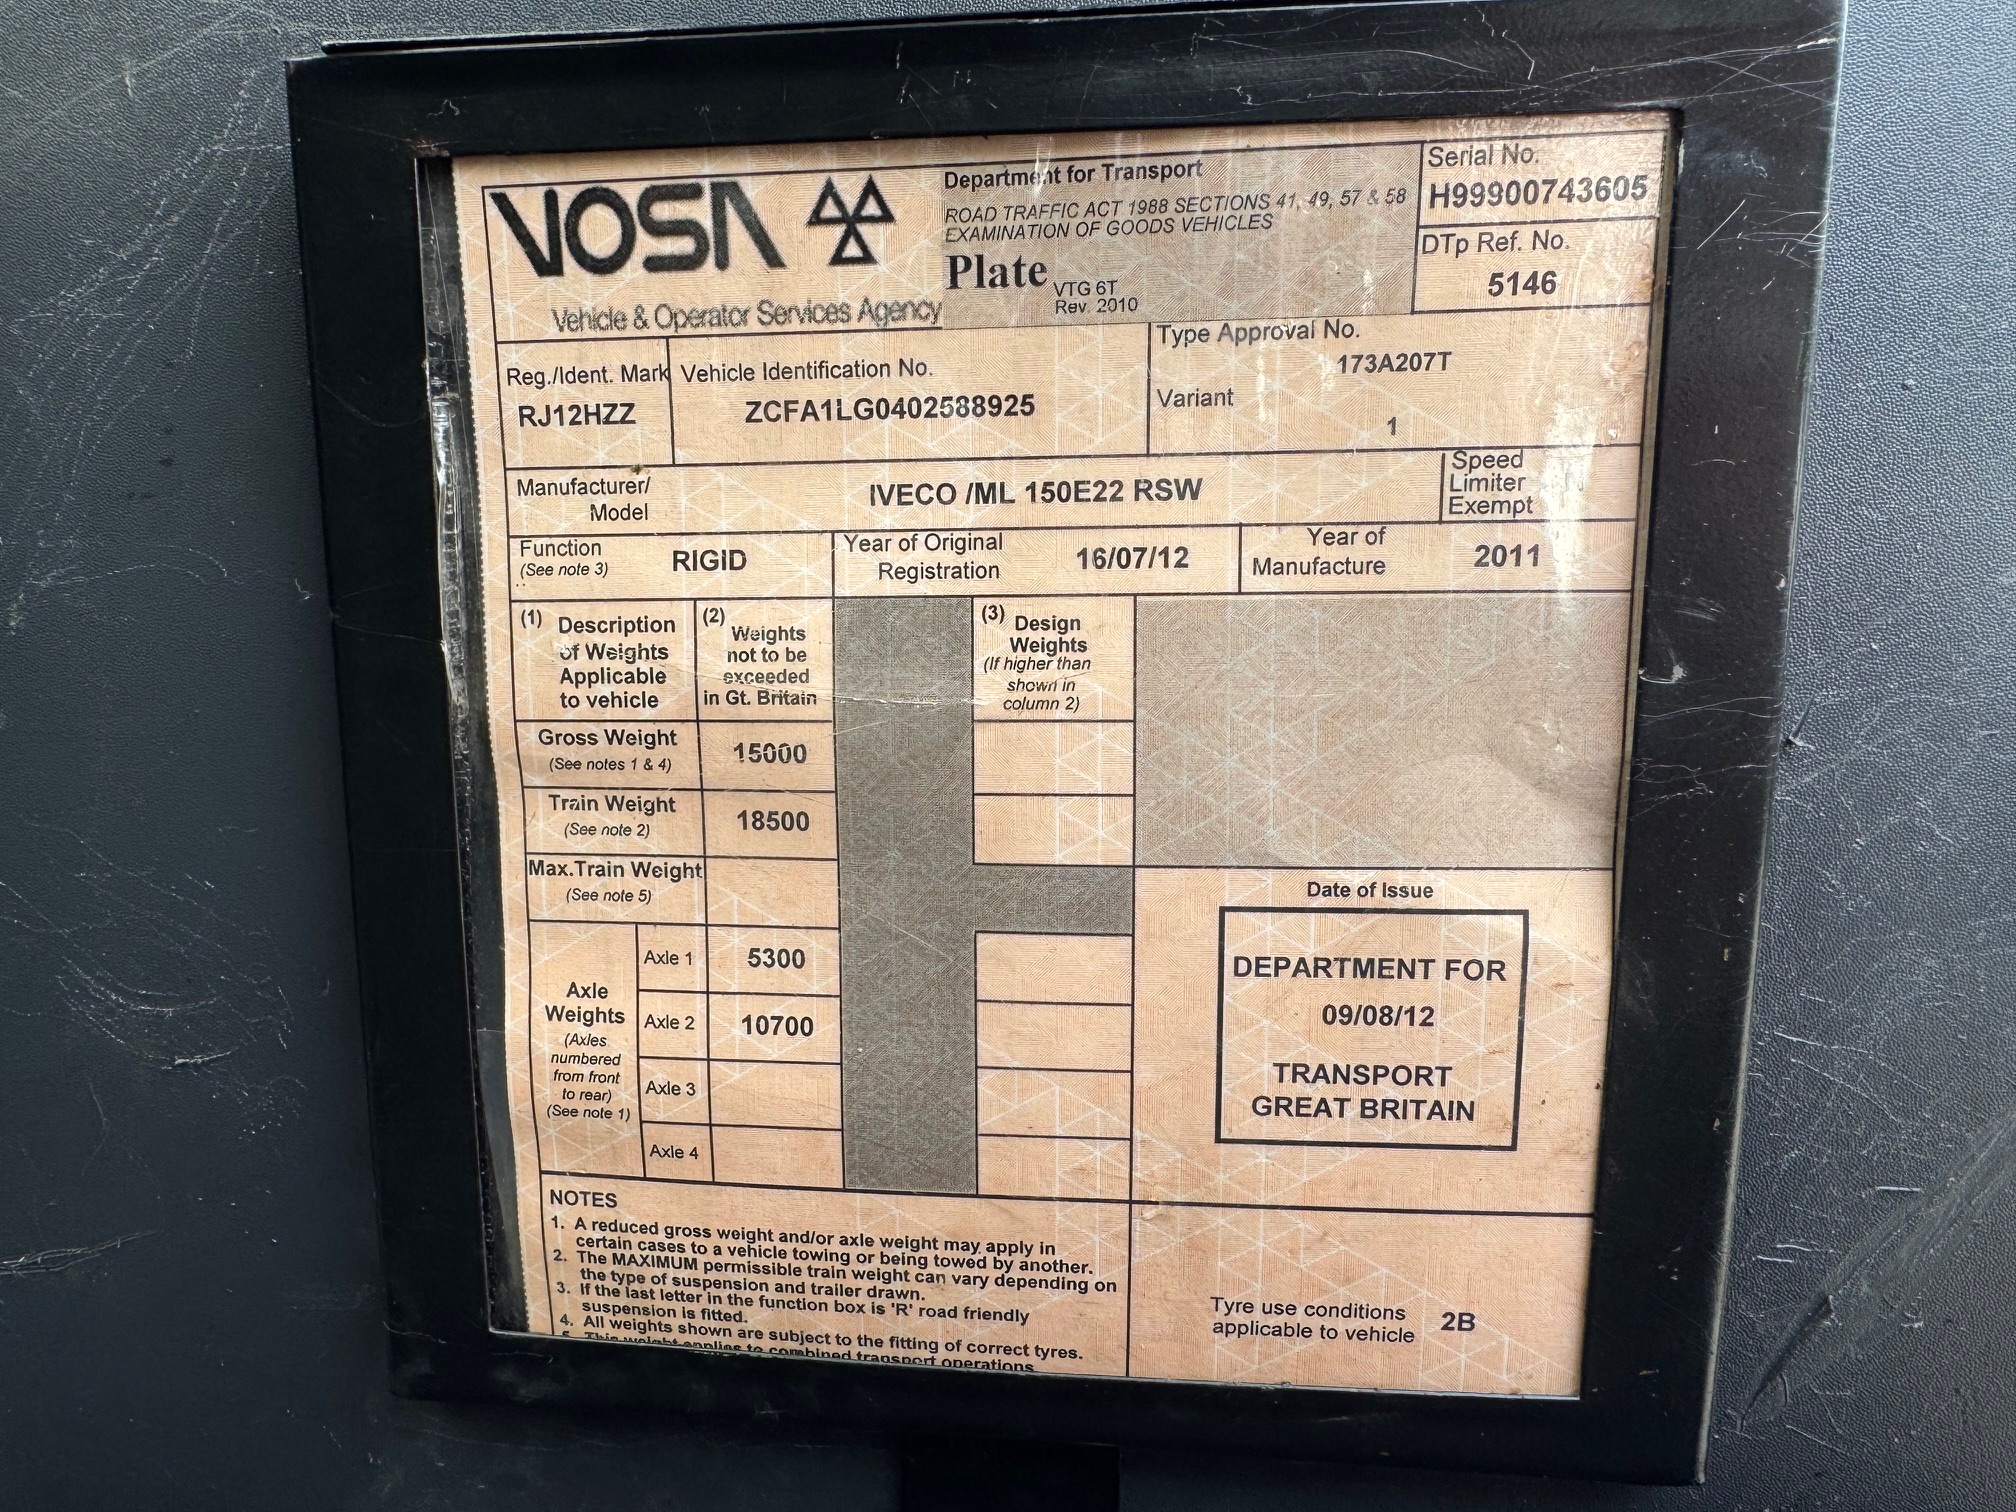 VOSA
Vehicle & Operator Services Agency
Department for Transport
ROAD TRAFFIC ACT 1988 SECTIONS 41, 49, 57 & 58
EXAMINATION OF GOODS VEHICLES
Plate VTG 6T
Rev. 2010
Serial No.
H99900743605
DTp Ref. No.
5146
Reg./Ident. Mark
RJ12HZZ
Vehicle Identification No.
ZCFA1LG0402588925
Type Approval No.
173A207T
Variant
1
Manufacturer/
Model
IVECO /ML 150E22 RSW
Speed
Limiter
Exempt
Function
(See note 3)
RIGID
Year of Original
Registration
16/07/12
Year of
Manufacture
2011
(1) Description
of Weights
Applicable
to vehicle
(2) Weights
not to be
exceeded
in Gt. Britain
(3) Design
Weights
(If higher than
shown in
column 2)
Gross Weight
(See notes 1 & 4)
15000
Train Weight
(See note 2)
18500
Max.Train Weight
(See note 5)
Axle
Weights
(Axles
numbered
from front
to rear)
(See note 1)
Axle 1 5300
Axle 2 10700
Axle 3
Axle 4
Date of Issue
DEPARTMENT FOR
09/08/12
TRANSPORT
GREAT BRITAIN
NOTES
1. A reduced gross weight and/or axle weight may apply in
certain cases to a vehicle towing or being towed by another.
2. The MAXIMUM permissible train weight can vary depending on
the type of suspension and trailer drawn.
3. If the last letter in the function box is 'R' road friendly
suspension is fitted.
4. All weights shown are subject to the fitting of correct tyres.
5. This weight applies to combined transport operations
Tyre use conditions
applicable to vehicle
2B